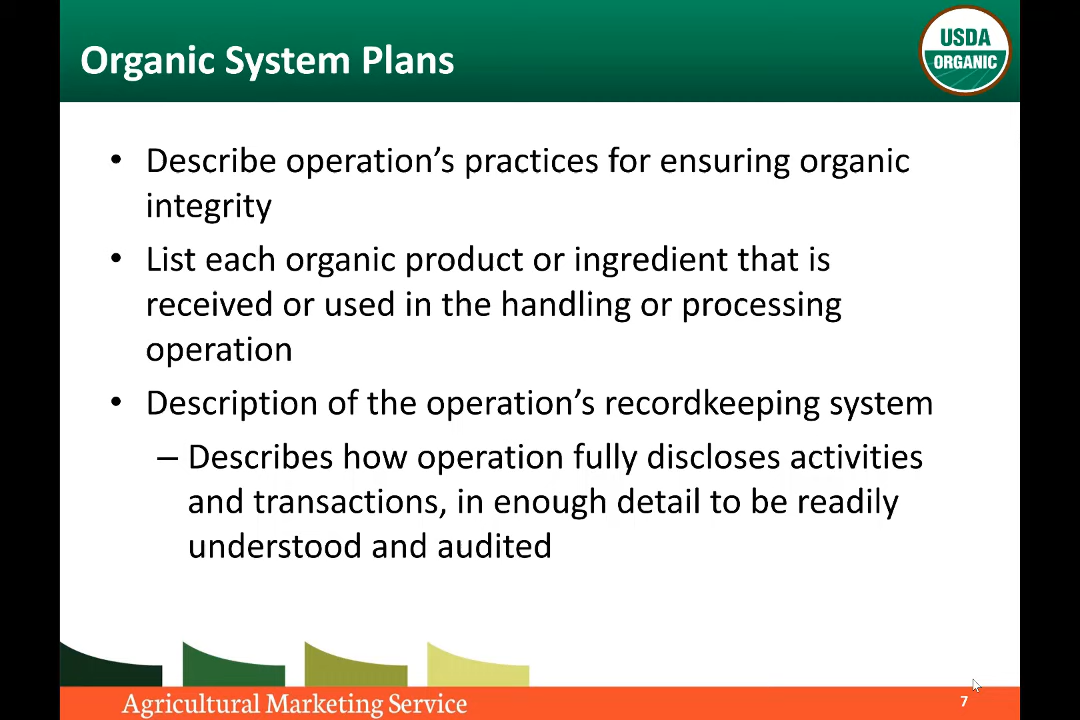 Organic System Plans
USDA
ORGANIC
• Describe operation’s practices for ensuring organic
integrity
• List each organic product or ingredient that is
received or used in the handling or processing
operation
• Description of the operation’s recordkeeping system
– Describes how operation fully discloses activities
and transactions, in enough detail to be readily
understood and audited
Agricultural Marketing Service
7